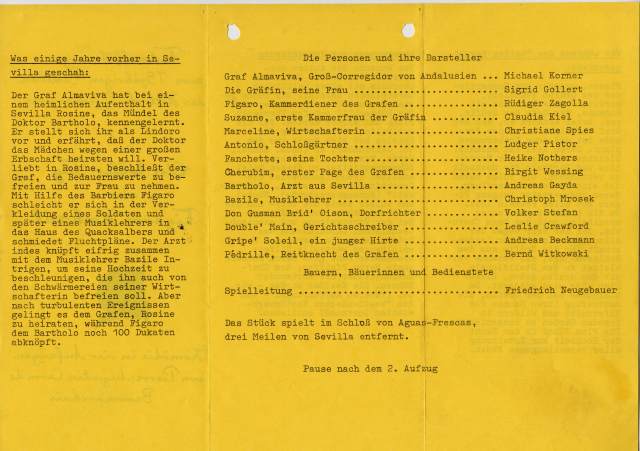 Was einige Jahre vorher in Se-
villa geschah:
Der Graf Almaviva hat bei ei-
nem heimlichen Aufenthalt in
Sevilla Rosine, das Mündel des
Doktor Bartholo, kennengelernt.
Er stellt sich ihr als Lindoro
vor und erfährt, daß der Doktor
das Mädchen wegen einer großen
Erbschaft heiraten will. Ver-
liebt in Rosine, beschließt der
Graf, die Bedauernswerte zu be-
freien und zur Frau zu nehmen.
Mit Hilfe des Barbiers Figaro
schleicht er sich in der Ver-
kleidung eines Soldaten und
später eines Musiklehrers in
das Haus des Quacksalbers und
schmiedet Fluchtpläne. Der Arzt
indes knüpft eifrig zusammen
mit dem Musiklehrer Bazile In-
trigen, um seine Hochzeit zu
beschleunigen, die ihn auch von
den Schwärmereien seiner Wirt-
schafterin befreien soll. Aber
nach turbulenten Ereignissen
gelingt es dem Grafen, Rosine
zu heiraten, während Figaro
dem Bartholo noch 100 Dukaten
abknöpft.
Die Personen und ihre Darsteller
Graf Almaviva, Groß-Corregidor von Andalusien ... Michael Korner
Die Gräfin, seine Frau ..................... Sigrid Gollert
Figaro, Kammerdiener des Grafen ................. Rüdiger Zagolla
Suzanne, erste Kammerfrau der Gräfin ............ Claudia Kiel
Marceline, Wirtschafterin ....................... Christiane Spies
Antonio, Schloßgärtner .......................... Ludger Pistor
Fanchette, seine Tochter ........................ Heike Nothers
Cherubim, erster Page des Grafen ................ Birgit Wessing
Bartholo, Arzt aus Sevilla ...................... Andreas Gayda
Bazile, Musiklehrer ............................. Christoph Mrosek
Don Gusman Brid' Oison, Dorfrichter ............. Volker Stefan
Double' Main, Gerichtsschreiber ................. Leslie Crawford
Gripe' Soleil, ein junger Hirte ................. Andreas Beckmann
Pédrille, Reitknecht des Grafen ................. Bernd Witkowski
Bauern, Bäuerinnen und Bedienstete
Spielleitung .................................... Friedrich Neugebauer
Das Stück spielt im Schloß von Aguas-Frescas,
drei Meilen von Sevilla entfernt.
Pause nach dem 2. Aufzug